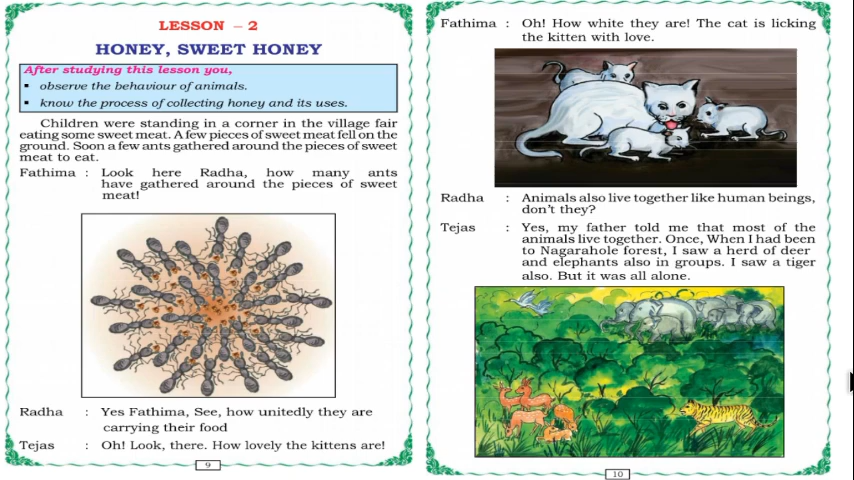 LESSON – 2
HONEY, SWEET HONEY
After studying this lesson you,
▪ observe the behaviour of animals.
▪ know the process of collecting honey and its uses.
Children were standing in a corner in the village fair
eating some sweet meat. A few pieces of sweet meat fell on the
ground. Soon a few ants gathered around the pieces of sweet
meat to eat.
Fathima : Look here Radha, how many ants
have gathered around the pieces of sweet
meat!
Radha : Yes Fathima, See, how unitedly they are
carrying their food
Tejas : Oh! Look, there. How lovely the kittens are!
9
Fathima : Oh! How white they are! The cat is licking
the kitten with love.
Radha : Animals also live together like human beings,
don't they?
Tejas : Yes, my father told me that most of the
animals live together. Once, When I had been
to Nagarahole forest, I saw a herd of deer
and elephants also in groups. I saw a tiger
also. But it was all alone.
10